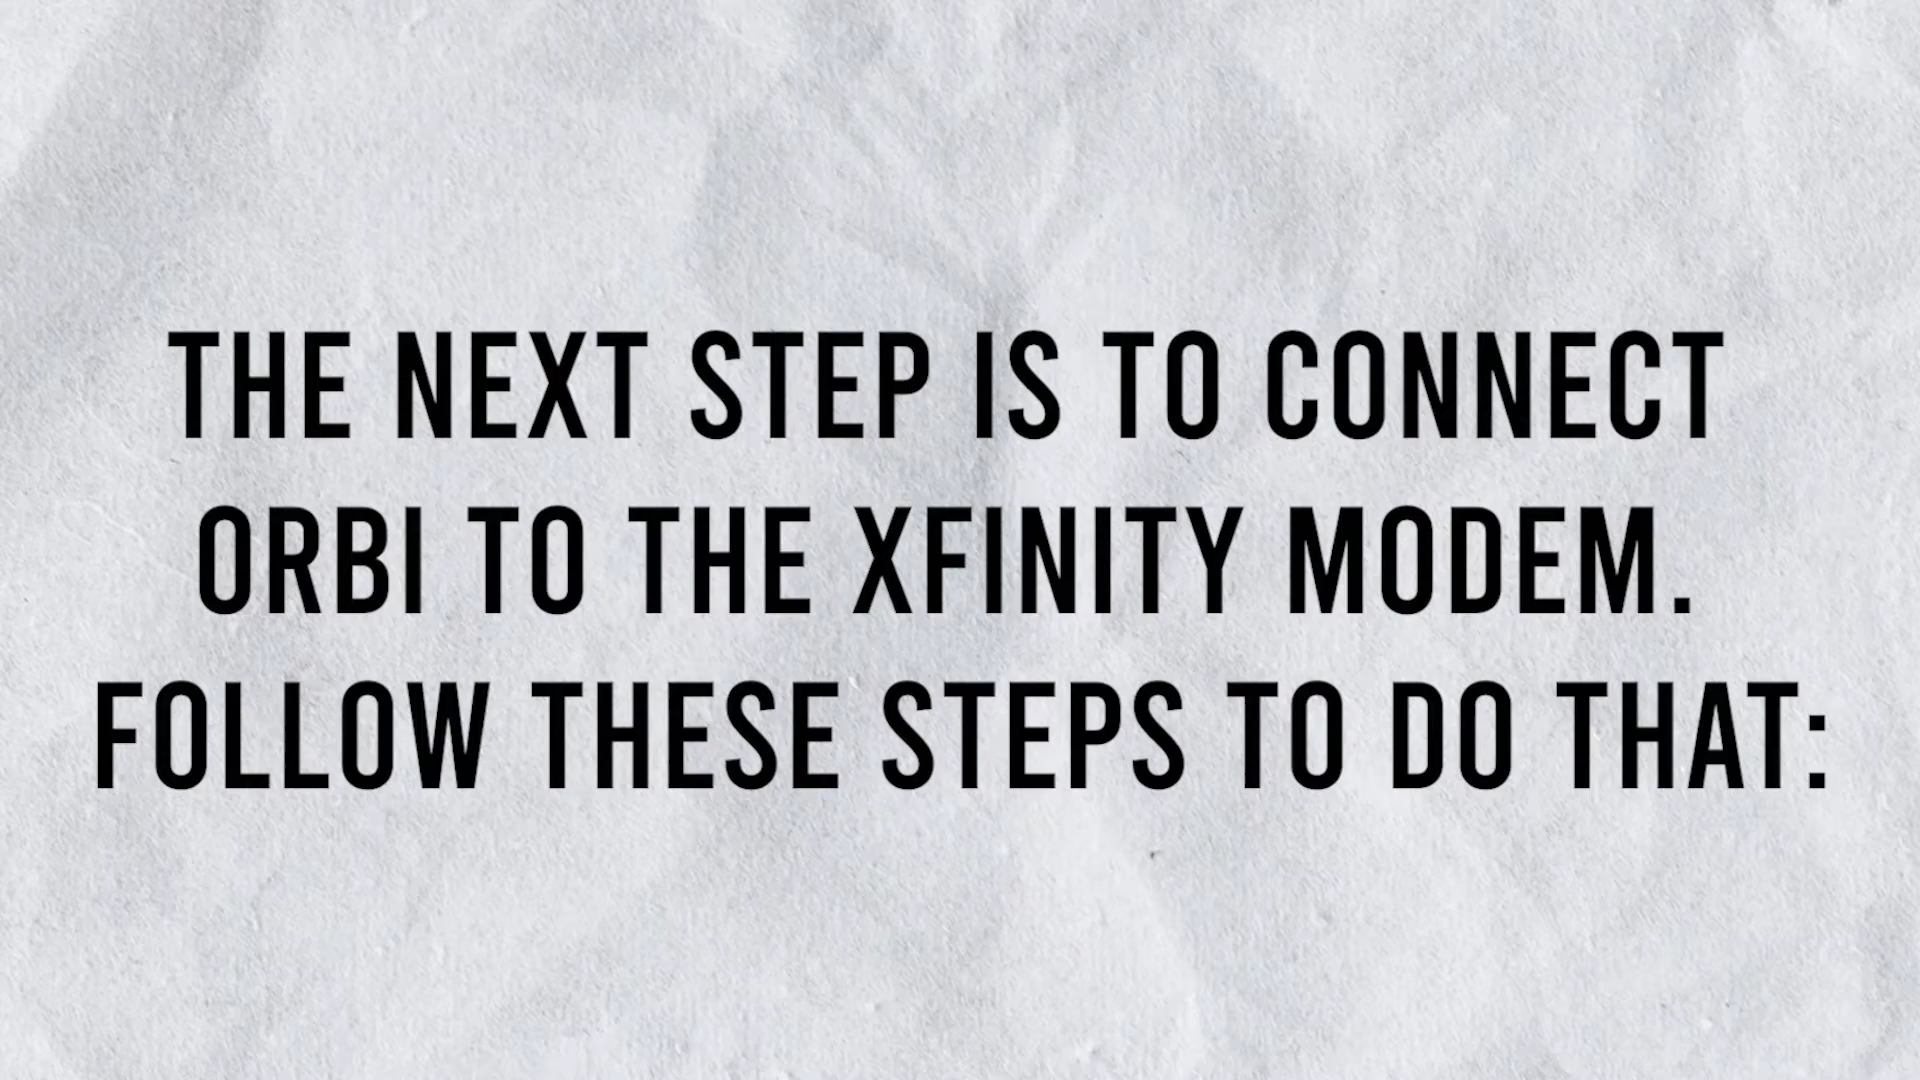 THE NEXT STEP IS TO CONNECT
ORBI TO THE XFINITY MODEM.
FOLLOW THESE STEPS TO DO THAT: